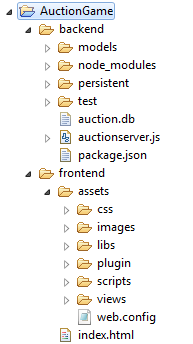 AuctionGame
backend
models
node_modules
persistent
test
auction.db
auctionserver.js
package.json
frontend
assets
css
images
libs
plugin
scripts
views
web.config
index.html